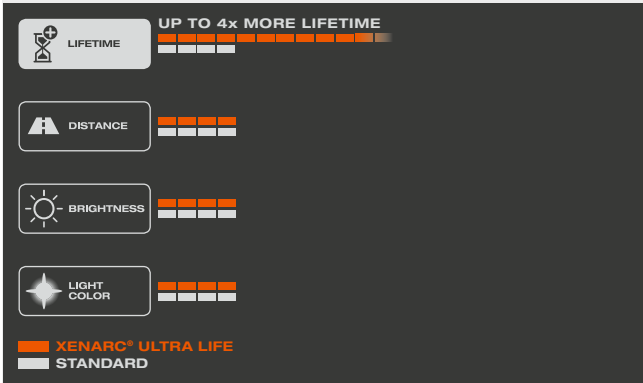 UP TO 4x MORE LIFETIME
LIFETIME
DISTANCE
BRIGHTNESS
LIGHT
COLOR
XENARC® ULTRA LIFE
STANDARD